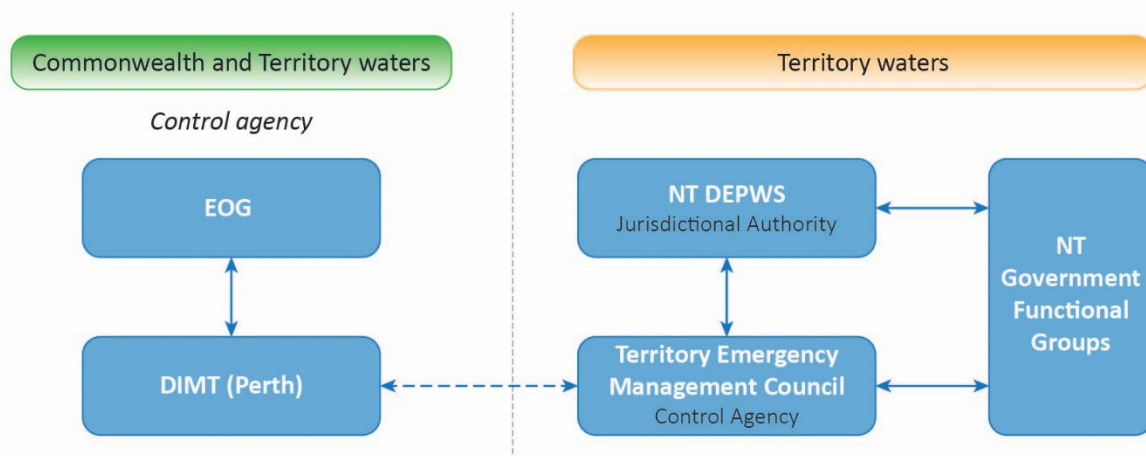 Commonwealth and Territory waters
Control agency
EOG
DIMT (Perth)
Territory waters
NT DEPWS
Jurisdictional Authority
Territory Emergency
Management Council
Control Agency
NT
Government
Functional
Groups